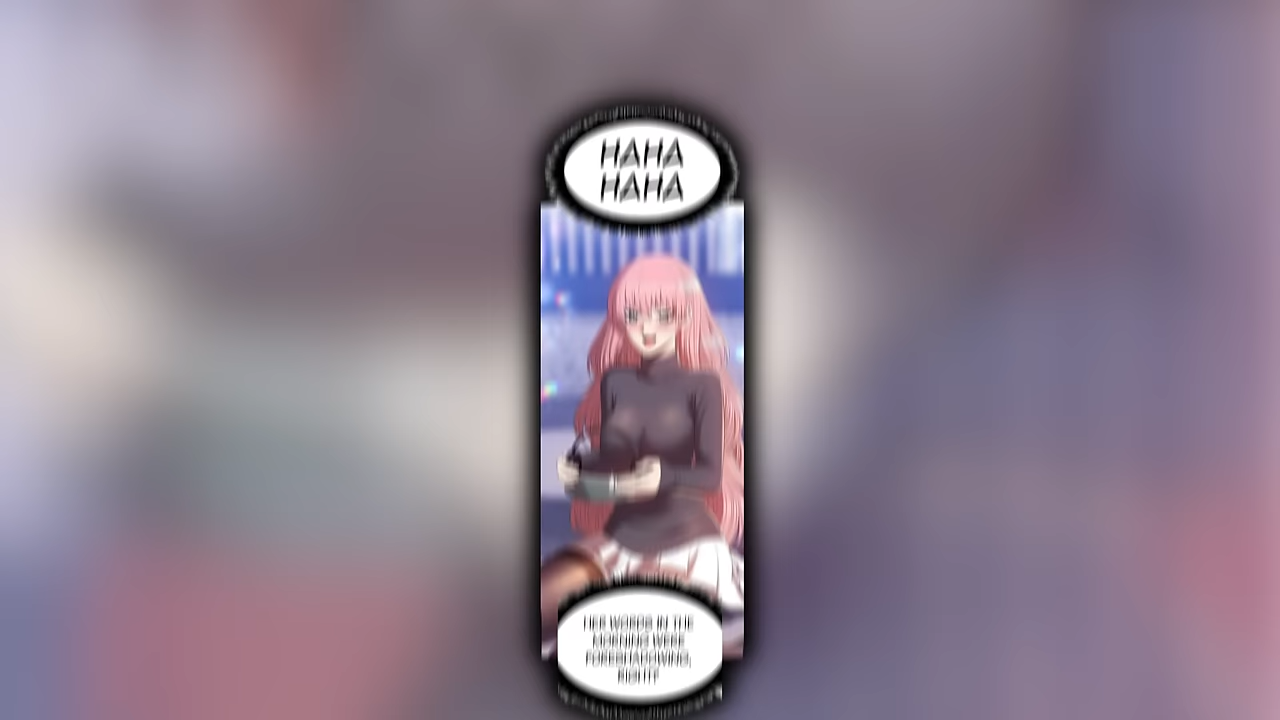 HAHA
HAHA
HER WORDS IN THE
MORNING WERE
FORESHADOWING,
RIGHT?